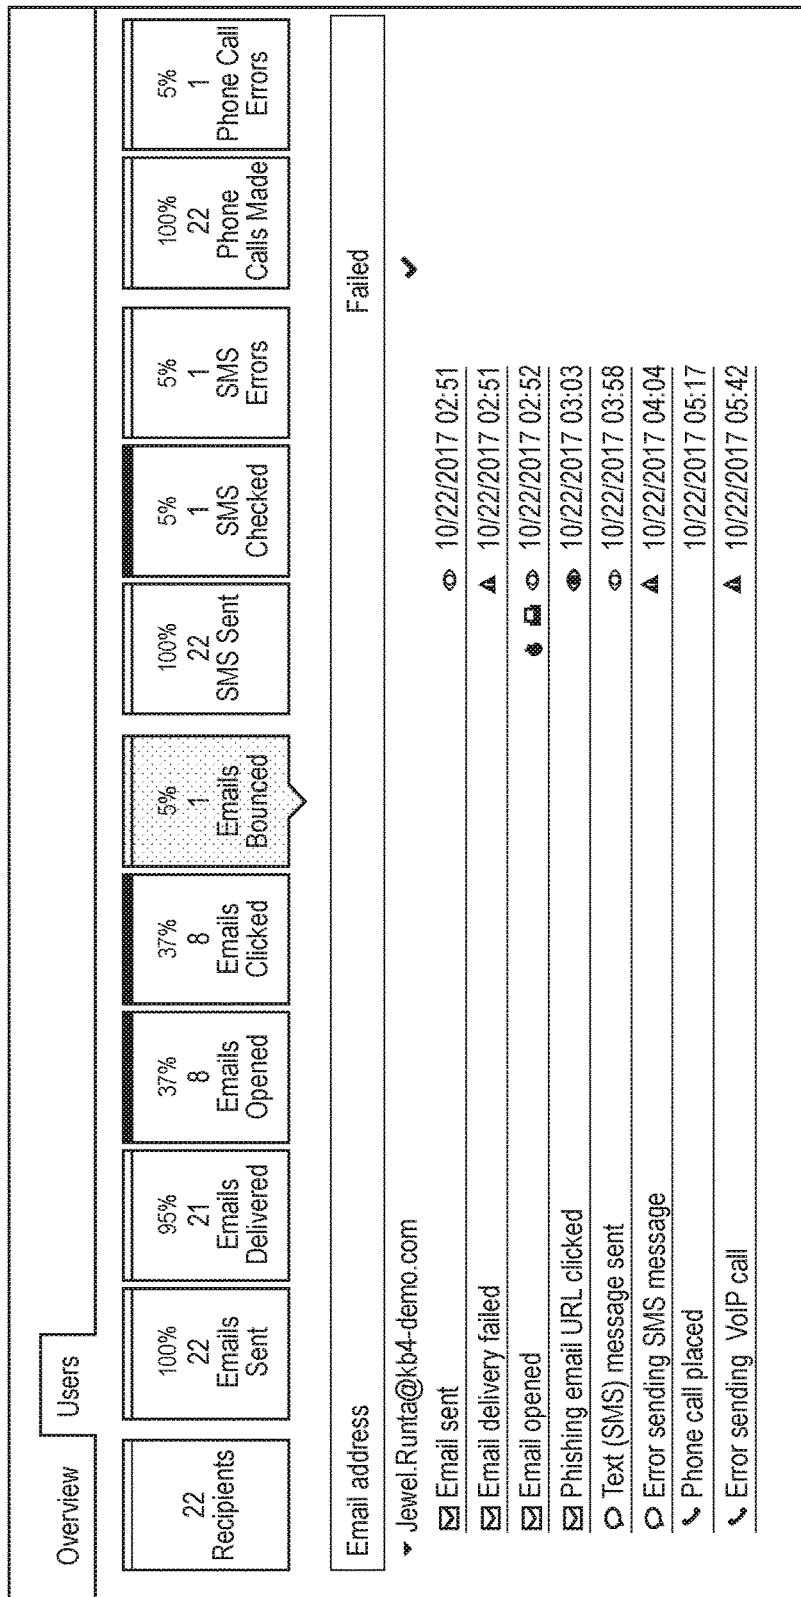 Overview
Users
22
Recipients
100%
22
Emails
Sent
95%
21
Emails
Delivered
37%
8
Emails
Opened
37%
8
Emails
Clicked
5%
1
Emails
Bounced
100%
22
SMS Sent
5%
1
SMS
Checked
5%
1
SMS
Errors
100%
22
Phone
Calls Made
5%
1
Phone Call
Errors
Email address Failed
Jewel.Runta@kb4-demo.com
Email sent 10/22/2017 02:51
Email delivery failed 10/22/2017 02:51
Email opened 10/22/2017 02:52
Phishing email URL clicked 10/22/2017 03:03
Text (SMS) message sent 10/22/2017 03:58
Error sending SMS message 10/22/2017 04:04
Phone call placed 10/22/2017 05:17
Error sending VoIP call 10/22/2017 05:42